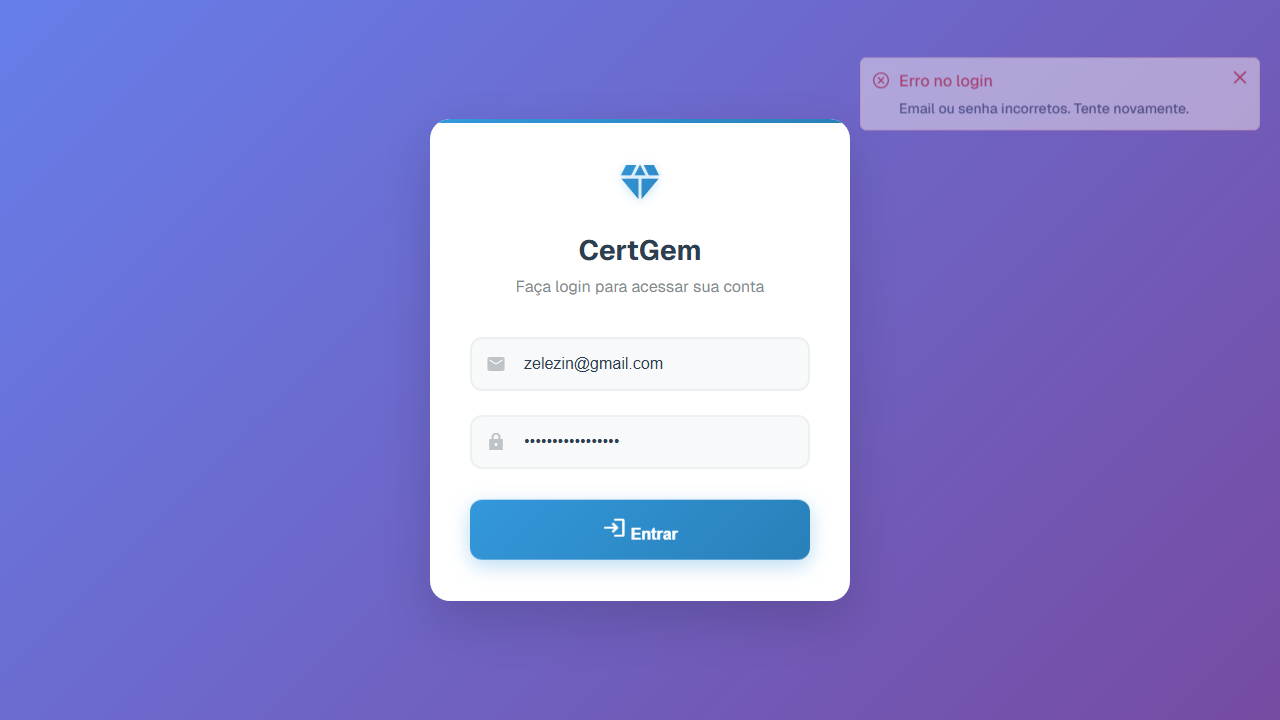 Erro no login
Email ou senha incorretos. Tente novamente.
CertGem
Faça login para acessar sua conta
zelezin@gmail.com
••••••••••••••••
Entrar